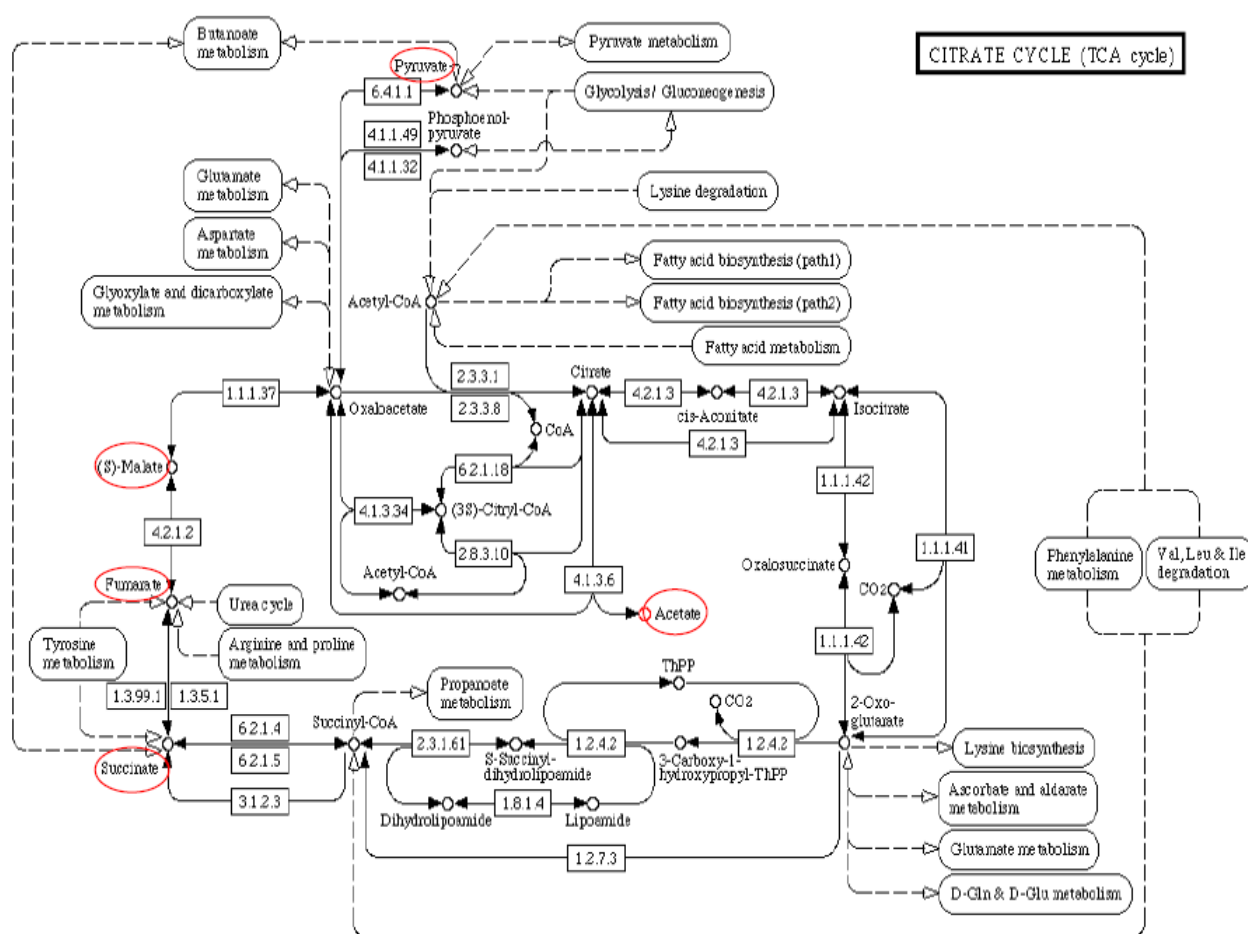 Butanoate
metabolism
Pyruvate metabolism
CITRATE CYCLE (TCA cycle)
Pyruvate
6.4.1.1
Glycolysis / Gluconeogenesis
Phosphoenol-
pyruvate
4.1.1.49
4.1.1.32
Glutamate
metabolism
Lysine degradation
Aspartate
metabolism
Fatty acid biosynthesis (path1)
Glyoxylate and dicarboxylate
metabolism
Acetyl-CoA
Fatty acid biosynthesis (path2)
Fatty acid metabolism
1.1.1.37
Oxaloacetate
2.3.3.1
2.3.3.8
Citrate
4.2.1.3
cis-Aconitate
4.2.1.3
Isocitrate
4.2.1.3
CoA
(S)-Malate
6.2.1.18
1.1.1.42
4.1.3.34
(3S)-Citryl-CoA
4.2.1.2
2.8.3.10
1.1.1.41
Phenylalanine
metabolism
Val, Leu & Ile
degradation
Oxalosuccinate
Fumarate
Acetyl-CoA
4.1.3.6
CO2
Urea cycle
Acetate
Tyrosine
metabolism
Arginine and proline
metabolism
1.1.1.42
1.3.99.1
1.3.5.1
Propanoate
metabolism
ThPP
CO2
2-Oxo-
glutarate
Succinyl-CoA
6.2.1.4
6.2.1.5
2.3.1.61
1.2.4.2
1.2.4.2
Lysine biosynthesis
Succinate
S-Succinyl-
dihydrolipoamide
3-Carboxy-1-
hydroxypropyl-ThPP
3.1.2.3
1.8.1.4
Dihydrolipoamide
Lipoamide
Ascorbate and aldarate
metabolism
1.2.7.3
Glutamate metabolism
D-Gln & D-Glu metabolism